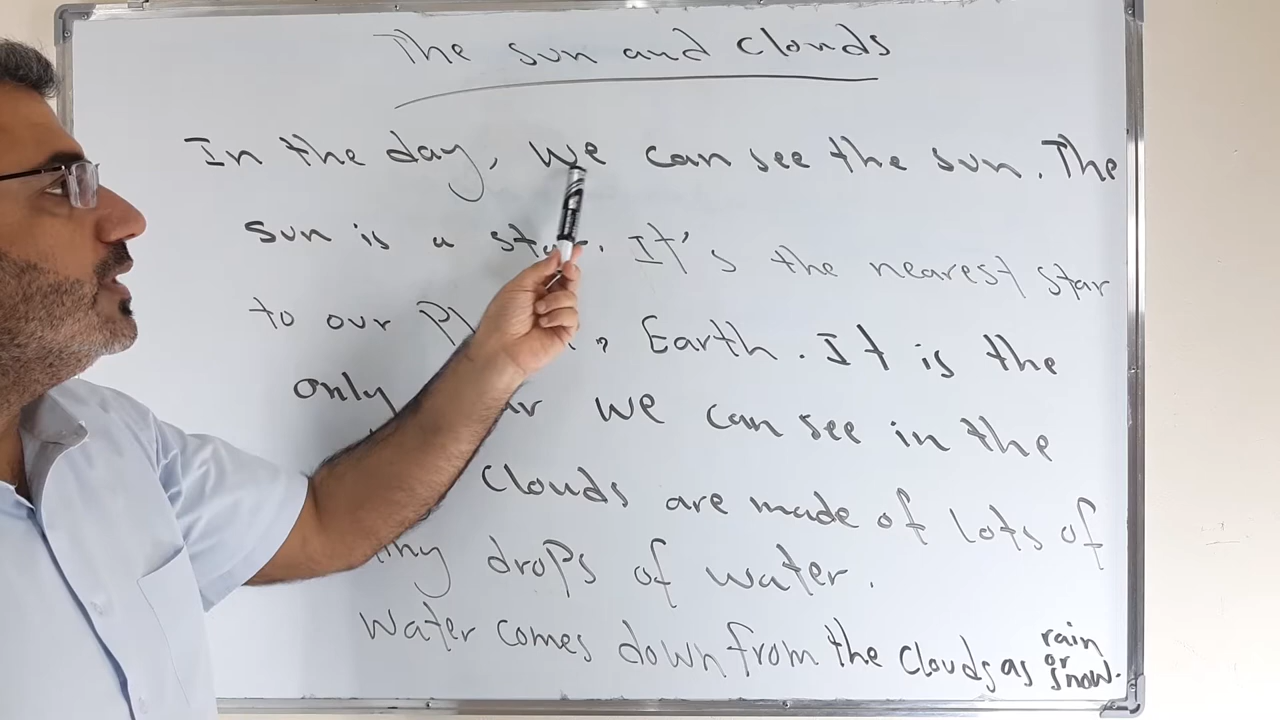 The sun and clouds
In the day, we can see the sun. The
sun is a star. It's the nearest star
to our , Earth. It is the
only we can see in the
clouds are made of lots of
drops of water.
Water comes down from the clouds as rain or snow.